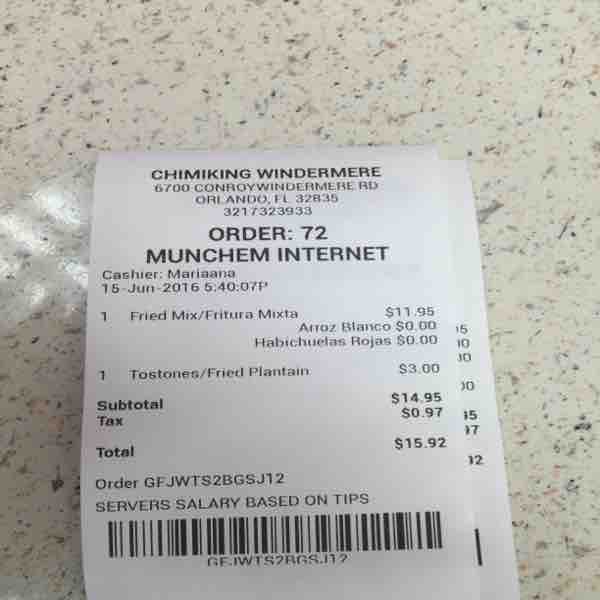 CHIMIKING WINDERMERE
6700 CONROYWINDERMERE RD
ORLANDO, FL 32835
3217323933
ORDER: 72
MUNCHEM INTERNET
Cashier: Mariaana
15-Jun-2016 5:40:07P
1 Fried Mix/Fritura Mixta $11.95
Arroz Blanco $0.00
Habichuelas Rojas $0.00
1 Tostones/Fried Plantain $3.00
Subtotal $14.95
Tax $0.97
Total $15.92
Order GFJWTS2BGSJ12
SERVERS SALARY BASED ON TIPS
GFJWTS2BGSJ12